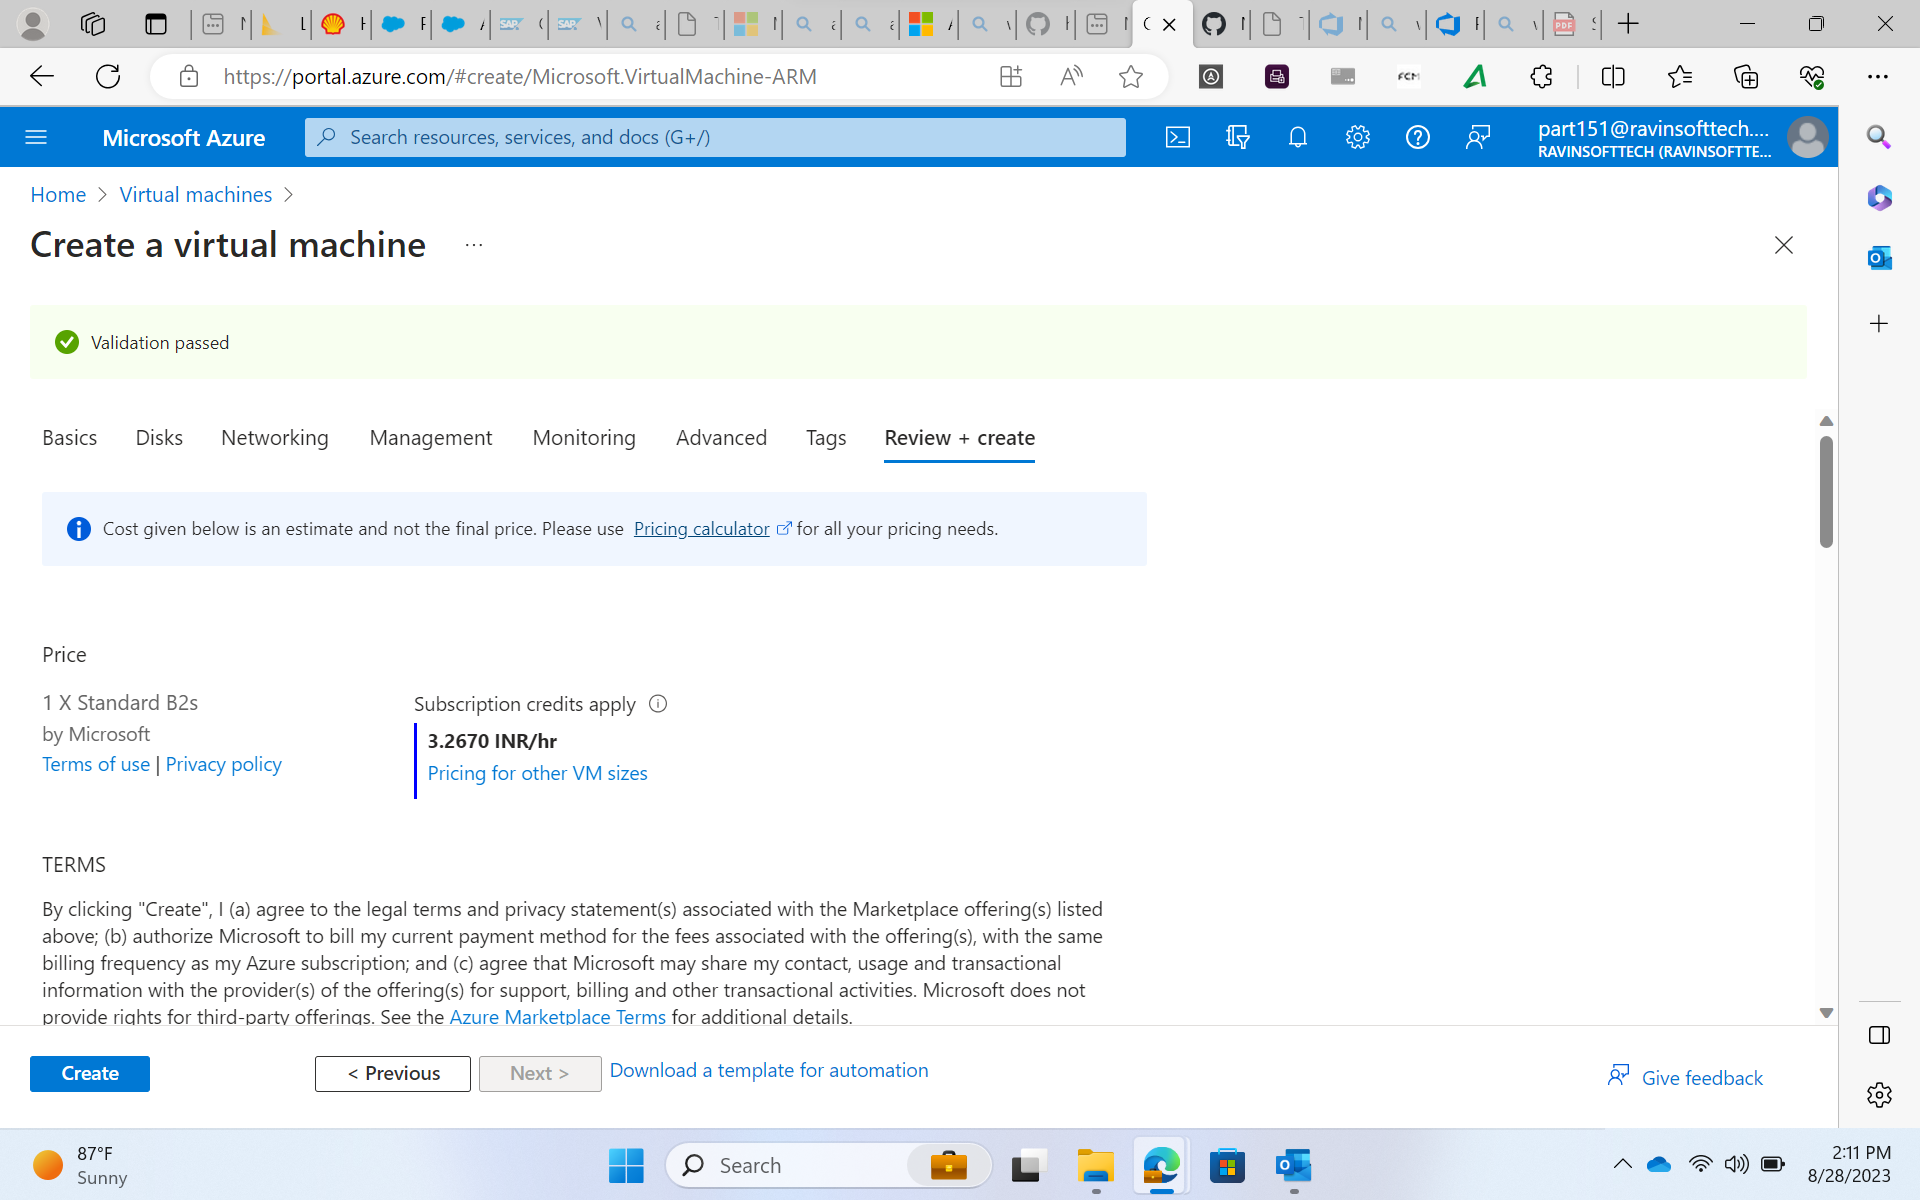 https://portal.azure.com/#create/Microsoft.VirtualMachine-ARM
FCM
Microsoft Azure
Search resources, services, and docs (G+/)
part151@ravinsofttech....
RAVINSOFTTECH (RAVINSOFTTE...
Home > Virtual machines >
Create a virtual machine ...
Validation passed
Basics Disks Networking Management Monitoring Advanced Tags Review + create
Cost given below is an estimate and not the final price. Please use Pricing calculator for all your pricing needs.
Price
1 X Standard B2s
by Microsoft
Terms of use | Privacy policy
Subscription credits apply
3.2670 INR/hr
Pricing for other VM sizes
TERMS
By clicking "Create", I (a) agree to the legal terms and privacy statement(s) associated with the Marketplace offering(s) listed
above; (b) authorize Microsoft to bill my current payment method for the fees associated with the offering(s), with the same
billing frequency as my Azure subscription; and (c) agree that Microsoft may share my contact, usage and transactional
information with the provider(s) of the offering(s) for support, billing and other transactional activities. Microsoft does not
provide rights for third-party offerings. See the Azure Marketplace Terms for additional details.
Create
< Previous
Next >
Download a template for automation
Give feedback
87°F
Sunny
Search
2:11 PM
8/28/2023